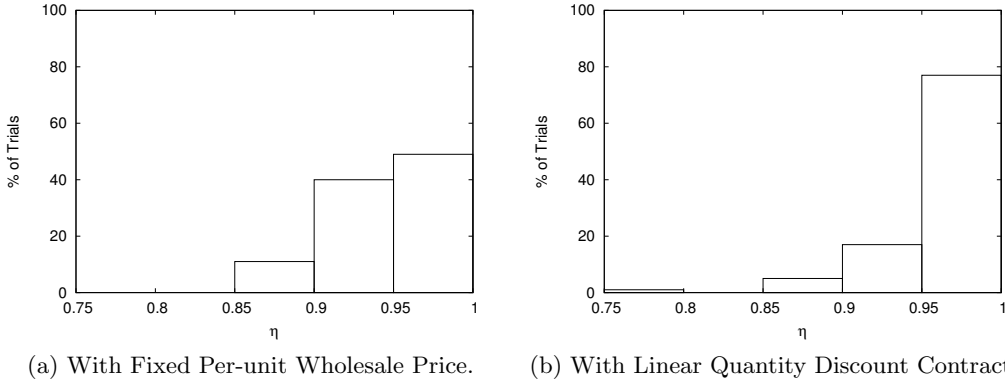 100
80
60
40
20
0
% of Trials
0.75 0.8 0.85 0.9 0.95 1
η
(a) With Fixed Per-unit Wholesale Price.
100
80
60
40
20
0
% of Trials
0.75 0.8 0.85 0.9 0.95 1
η
(b) With Linear Quantity Discount Contract